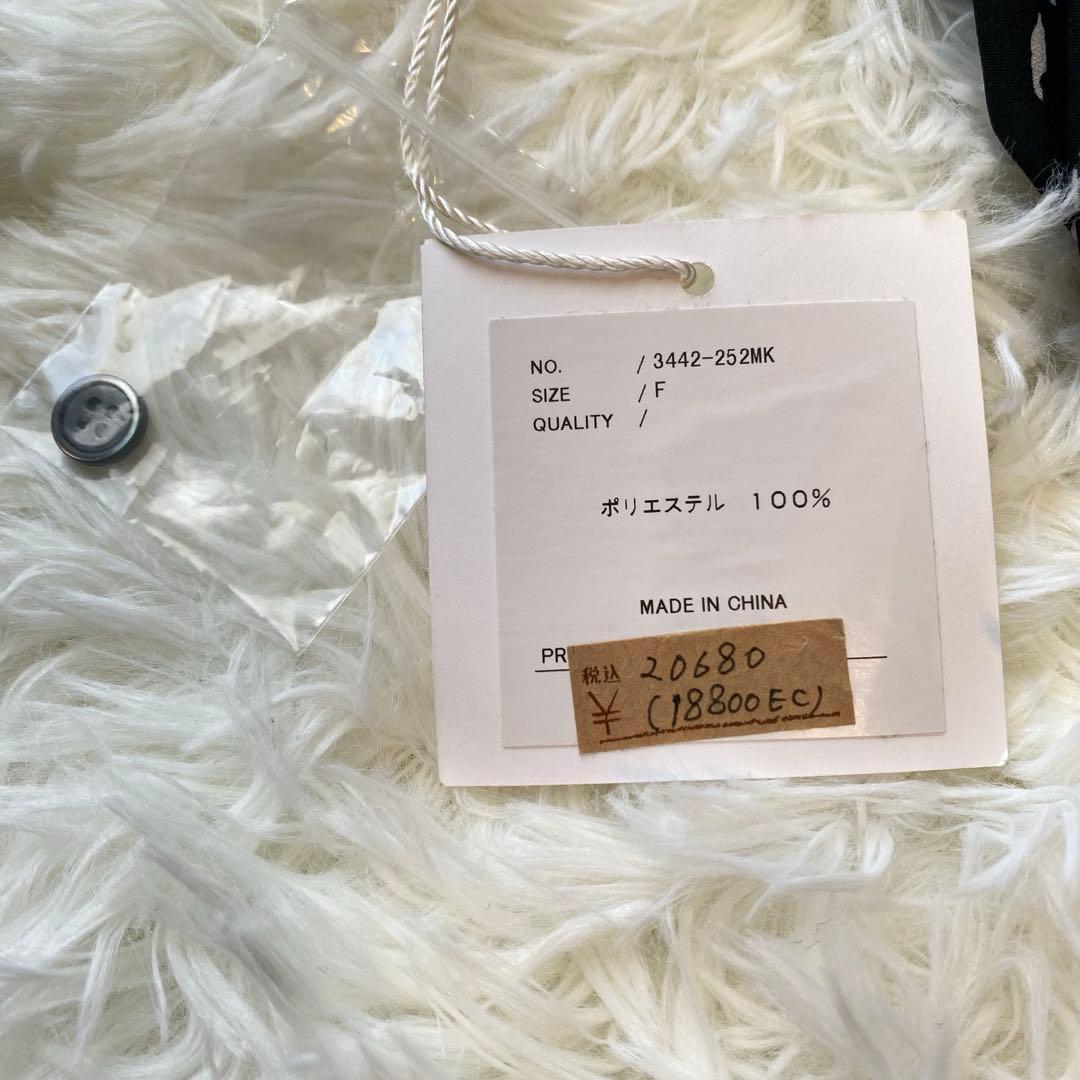 NO. / 3442-252MK
SIZE / F
QUALITY /
ポリエステル 100%
MADE IN CHINA
PR
税込 20680
¥ (18800EC)